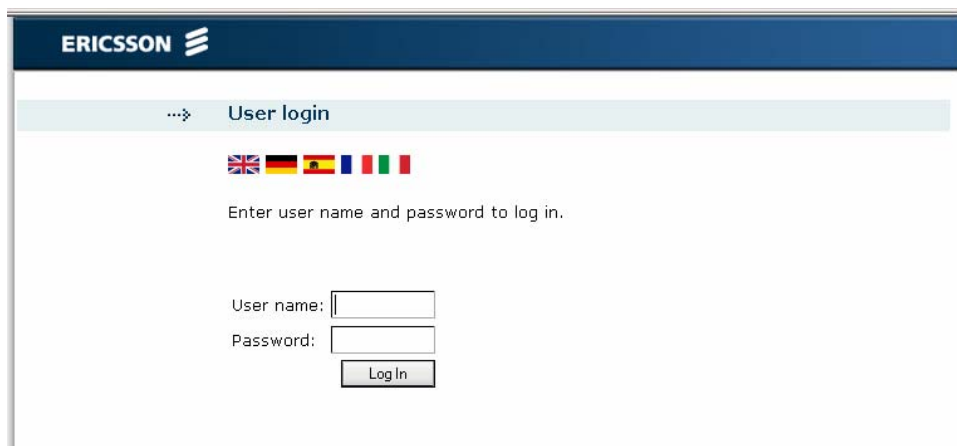 ERICSSON
User login
Enter user name and password to log in.
User name:
Password:
Log In